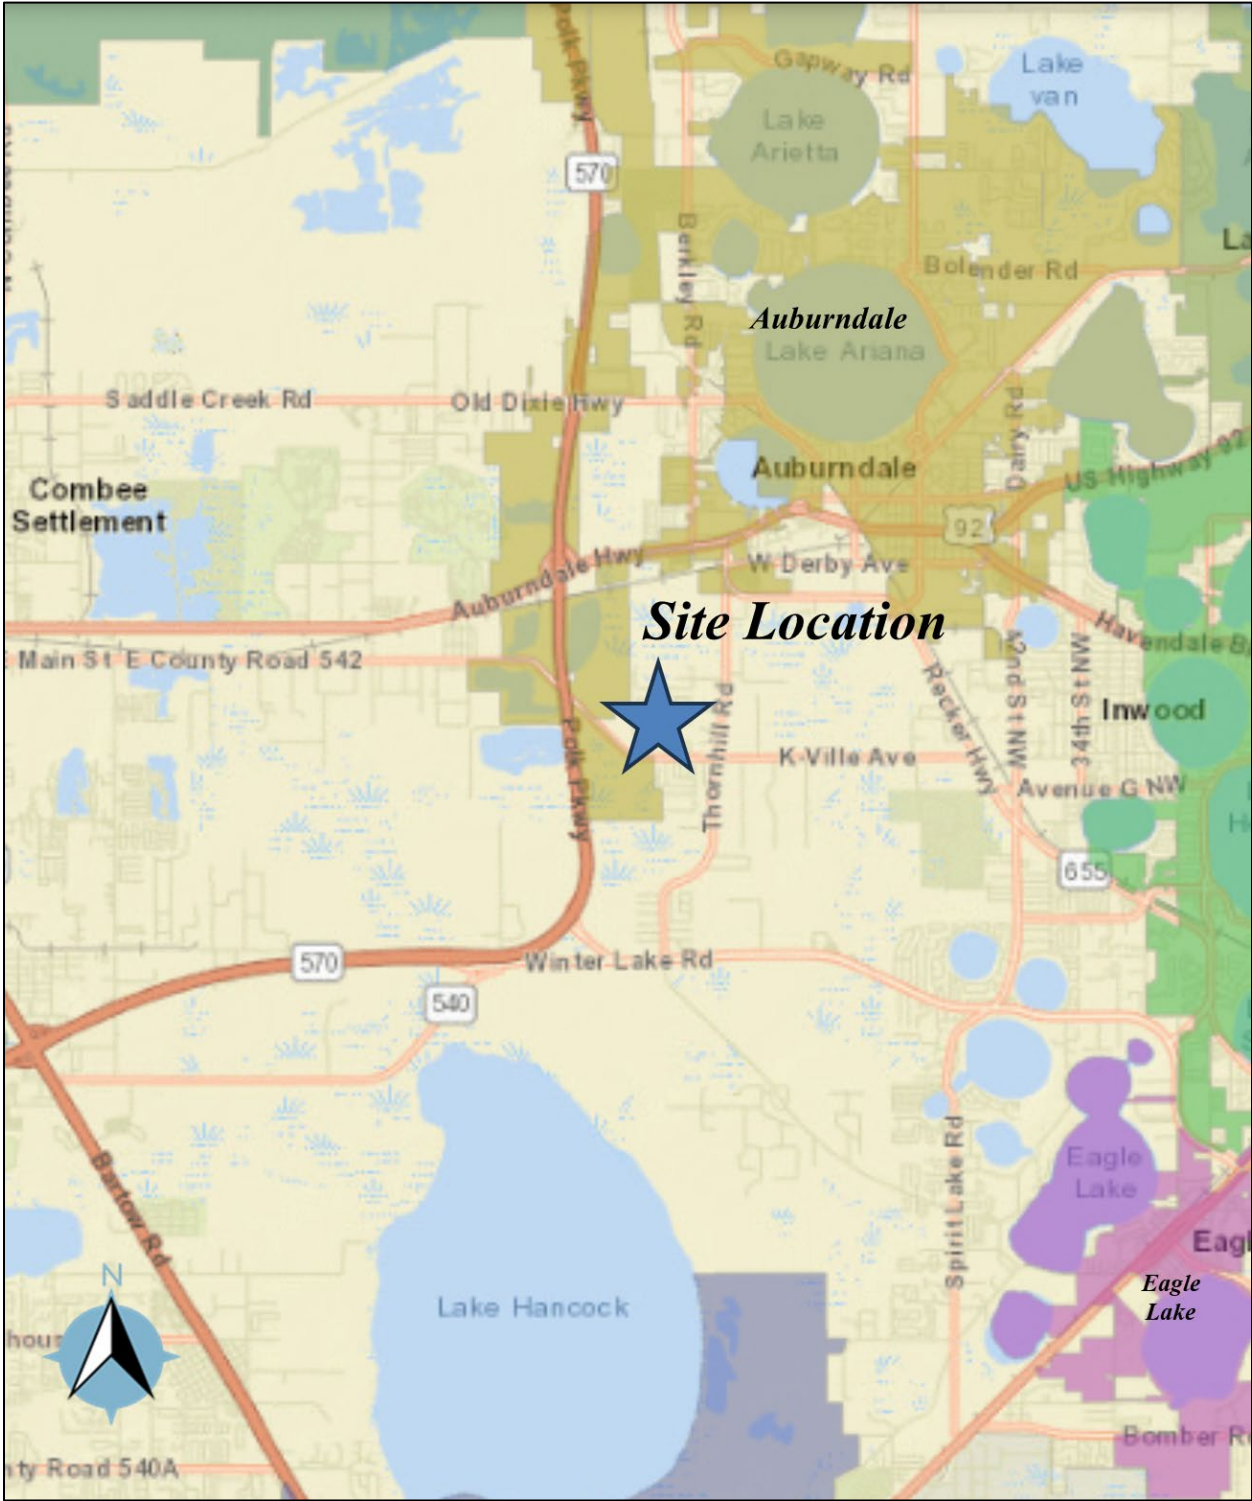 Polk Pkwy
Gapway Rd
Lake
van
Lake
Arietta
570
Berkley Rd
Bolender Rd
La
Auburndale
Lake Ariana
Saddle Creek Rd
Old Dixie Hwy
Dairy Rd
US Highway 92
Auburndale
Combee
Settlement
92
Auburndale Hwy
W Derby Ave
Site Location
Havendale B
Main St E County Road 542
Recker Hwy
42nd St NW
34th St NW
Inwood
Thornhill Rd
Polk Pkwy
K-Ville Ave
Avenue G NW
H
655
570
Winter Lake Rd
540
Bartow Rd
Spirit Lake Rd
Eagle
Lake
Eagl
Eagle
Lake
N
Lake Hancock
hous
Bomber R
nty Road 540A